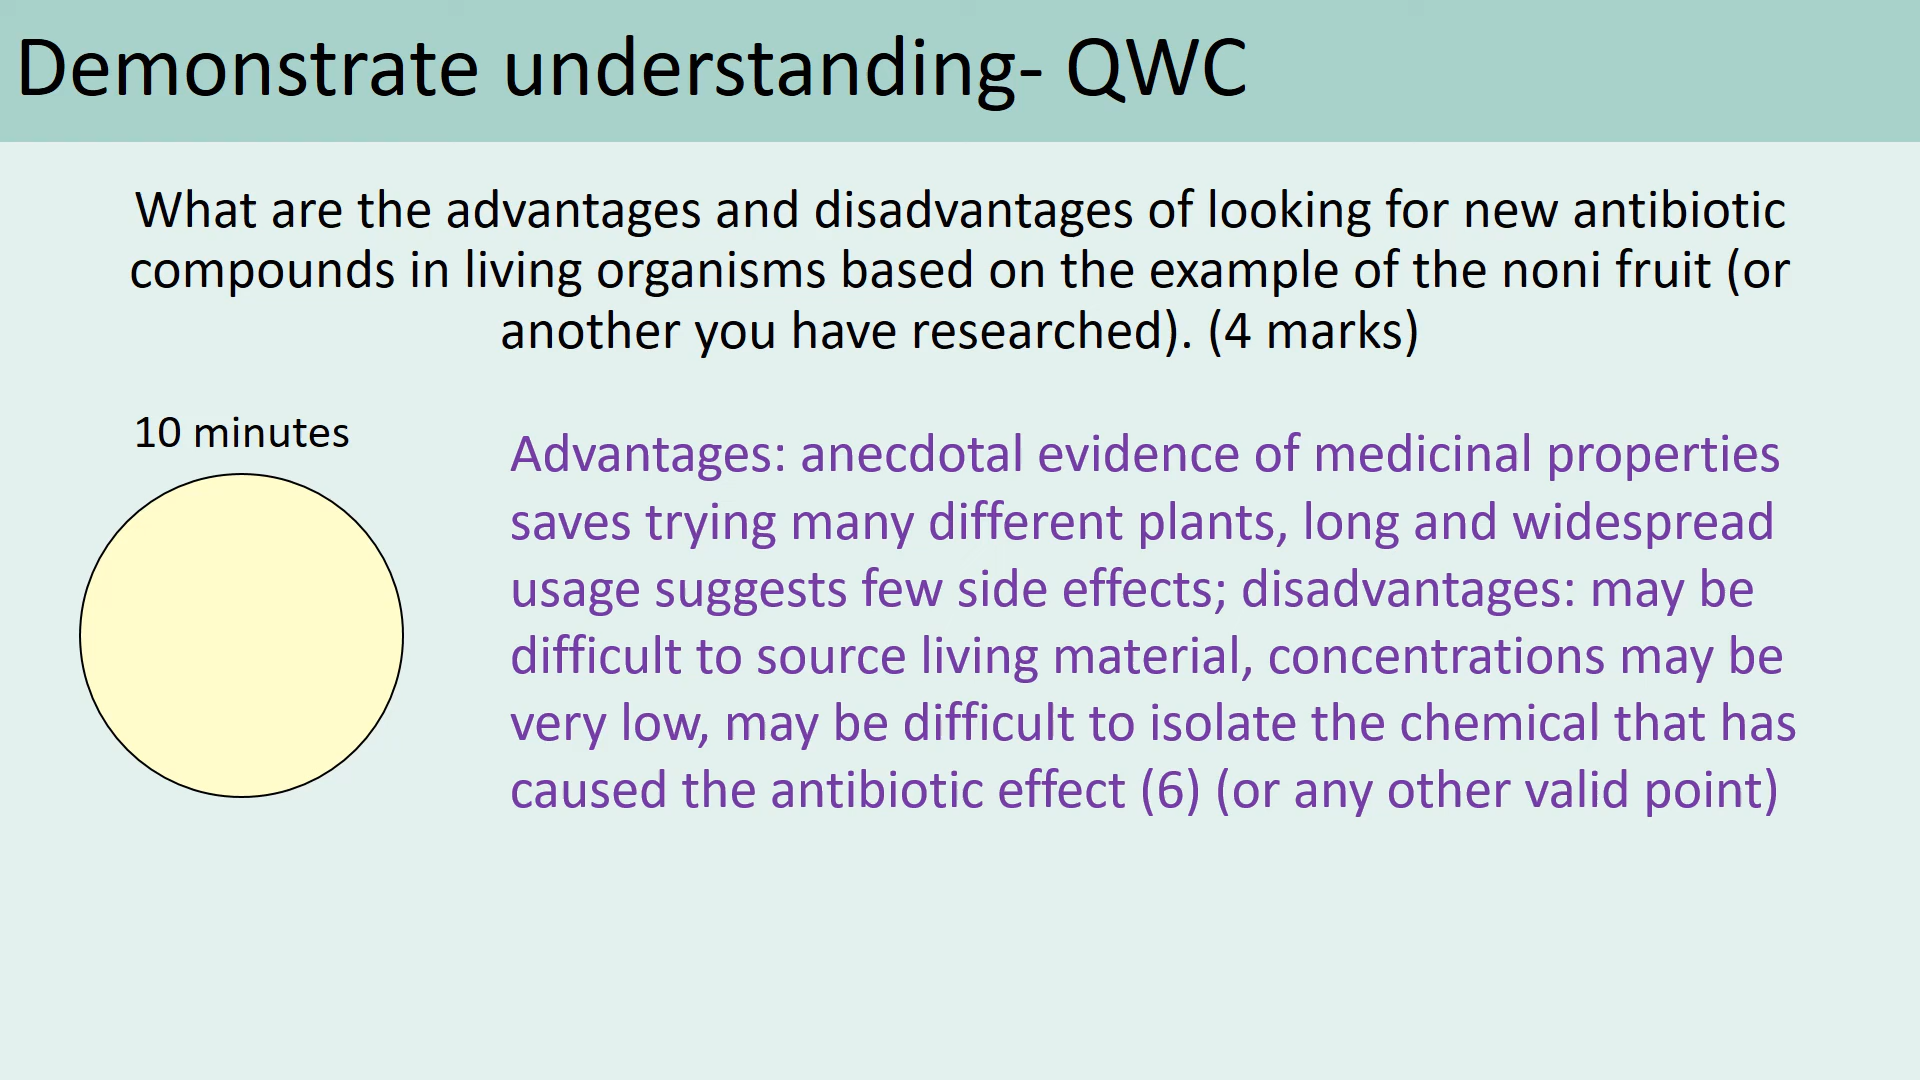 Demonstrate understanding- QWC
What are the advantages and disadvantages of looking for new antibiotic
compounds in living organisms based on the example of the noni fruit (or
another you have researched). (4 marks)
10 minutes
Advantages: anecdotal evidence of medicinal properties
saves trying many different plants, long and widespread
usage suggests few side effects; disadvantages: may be
difficult to source living material, concentrations may be
very low, may be difficult to isolate the chemical that has
caused the antibiotic effect (6) (or any other valid point)